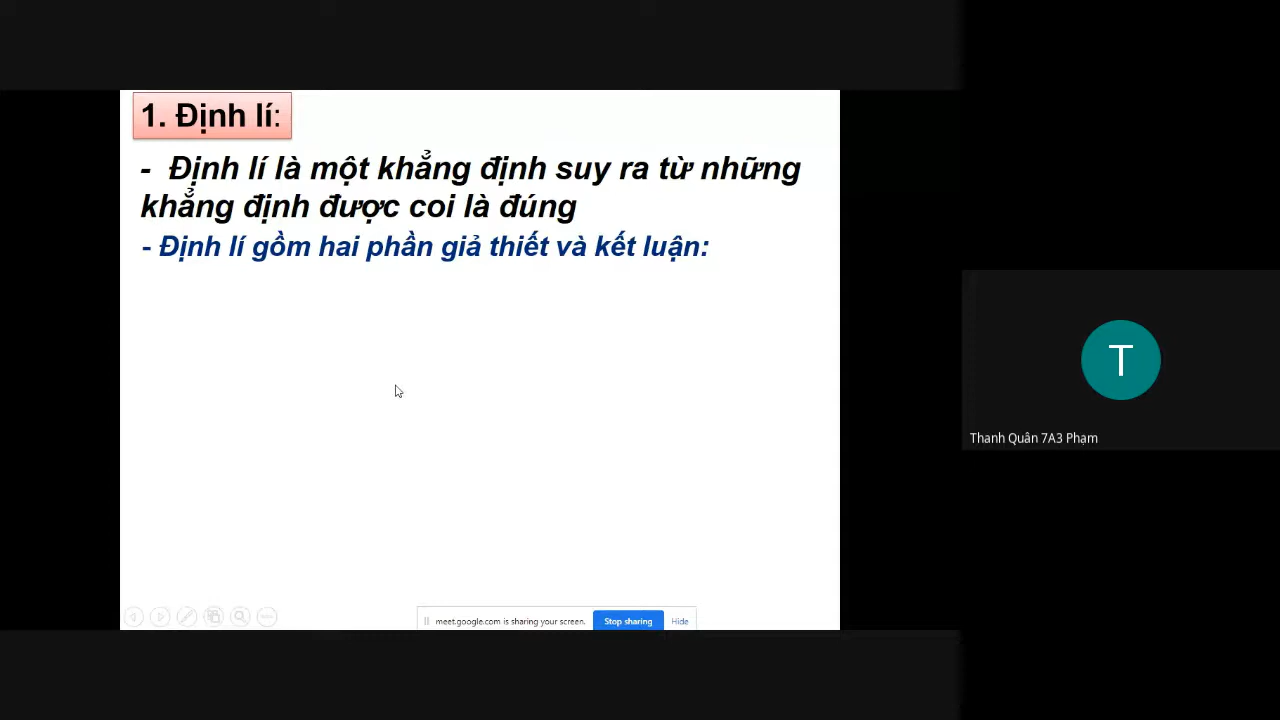 1. Định lí:
- Định lí là một khẳng định suy ra từ những
khẳng định được coi là đúng
- Định lí gồm hai phần giả thiết và kết luận:
T
Thanh Quân 7A3 Phạm
meet.google.com is sharing your screen.
Stop sharing
Hide